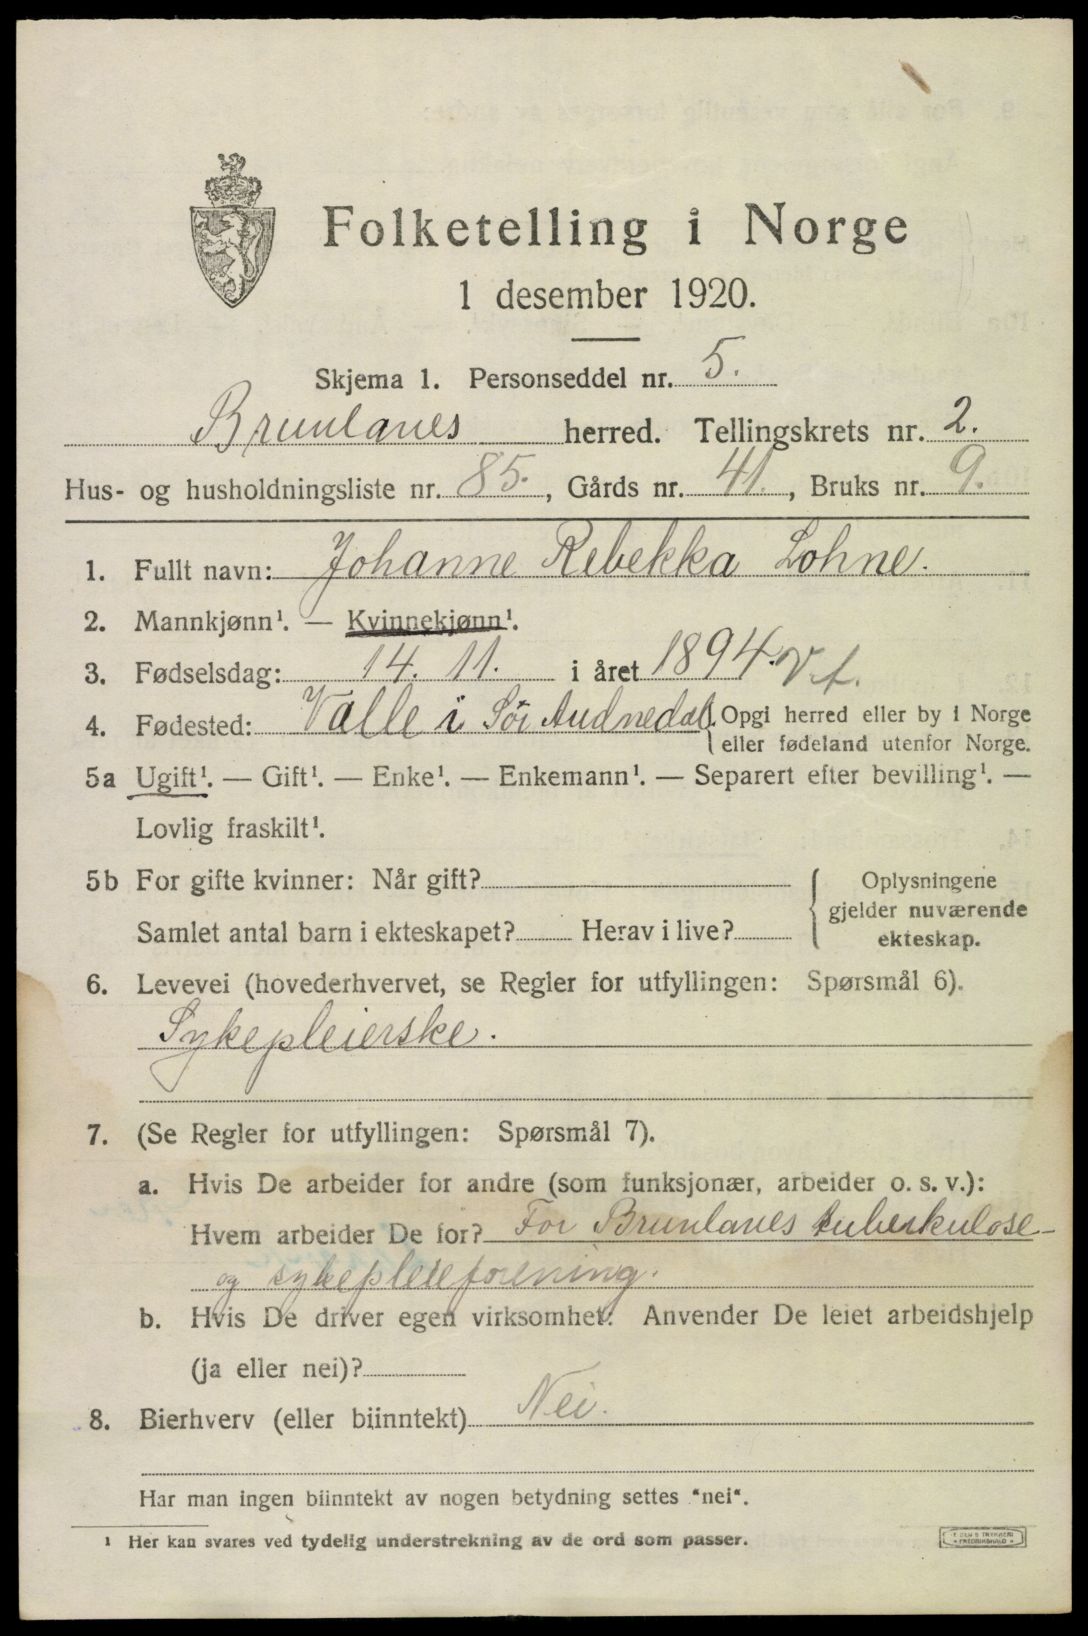 Folketelling i Norge
1 desember 1920.
Skjema 1. Personseddel nr. 5.
Brunlanes herred. Tellingskrets nr. 2.
Hus- og husholdningsliste nr. 85., Gårds nr. 41., Bruks nr. 9.
1. Fullt navn: Johanne Rebekka Lohne.
2. Mannkjønn¹. — Kvinnekjønn¹.
3. Fødselsdag: 14. 11. i året 1894. V.f.
4. Fødested: Valle i Sör Audnedal. Opgi herred eller by i Norge
eller fødeland utenfor Norge.
5a Ugift¹. — Gift¹. — Enke¹. — Enkemann¹. — Separert efter bevilling¹. —
Lovlig fraskilt¹.
5b For gifte kvinner: Når gift?
Samlet antal barn i ekteskapet? Herav i live?
Oplysningene
gjelder nuværende
ekteskap.
6. Levevei (hovederhvervet, se Regler for utfyllingen: Spørsmål 6).
Sykepleierske.
7. (Se Regler for utfyllingen: Spørsmål 7).
a. Hvis De arbeider for andre (som funksjonær, arbeider o. s. v.):
Hvem arbeider De for? For Brunlanes tuberkulose-
og sykepleieforening.
b. Hvis De driver egen virksomhet: Anvender De leiet arbeidshjelp
(ja eller nei)?
8. Bierhverv (eller biinntekt) Nei.
Har man ingen biinntekt av nogen betydning settes "nei".
¹ Her kan svares ved tydelig understrekning av de ord som passer.